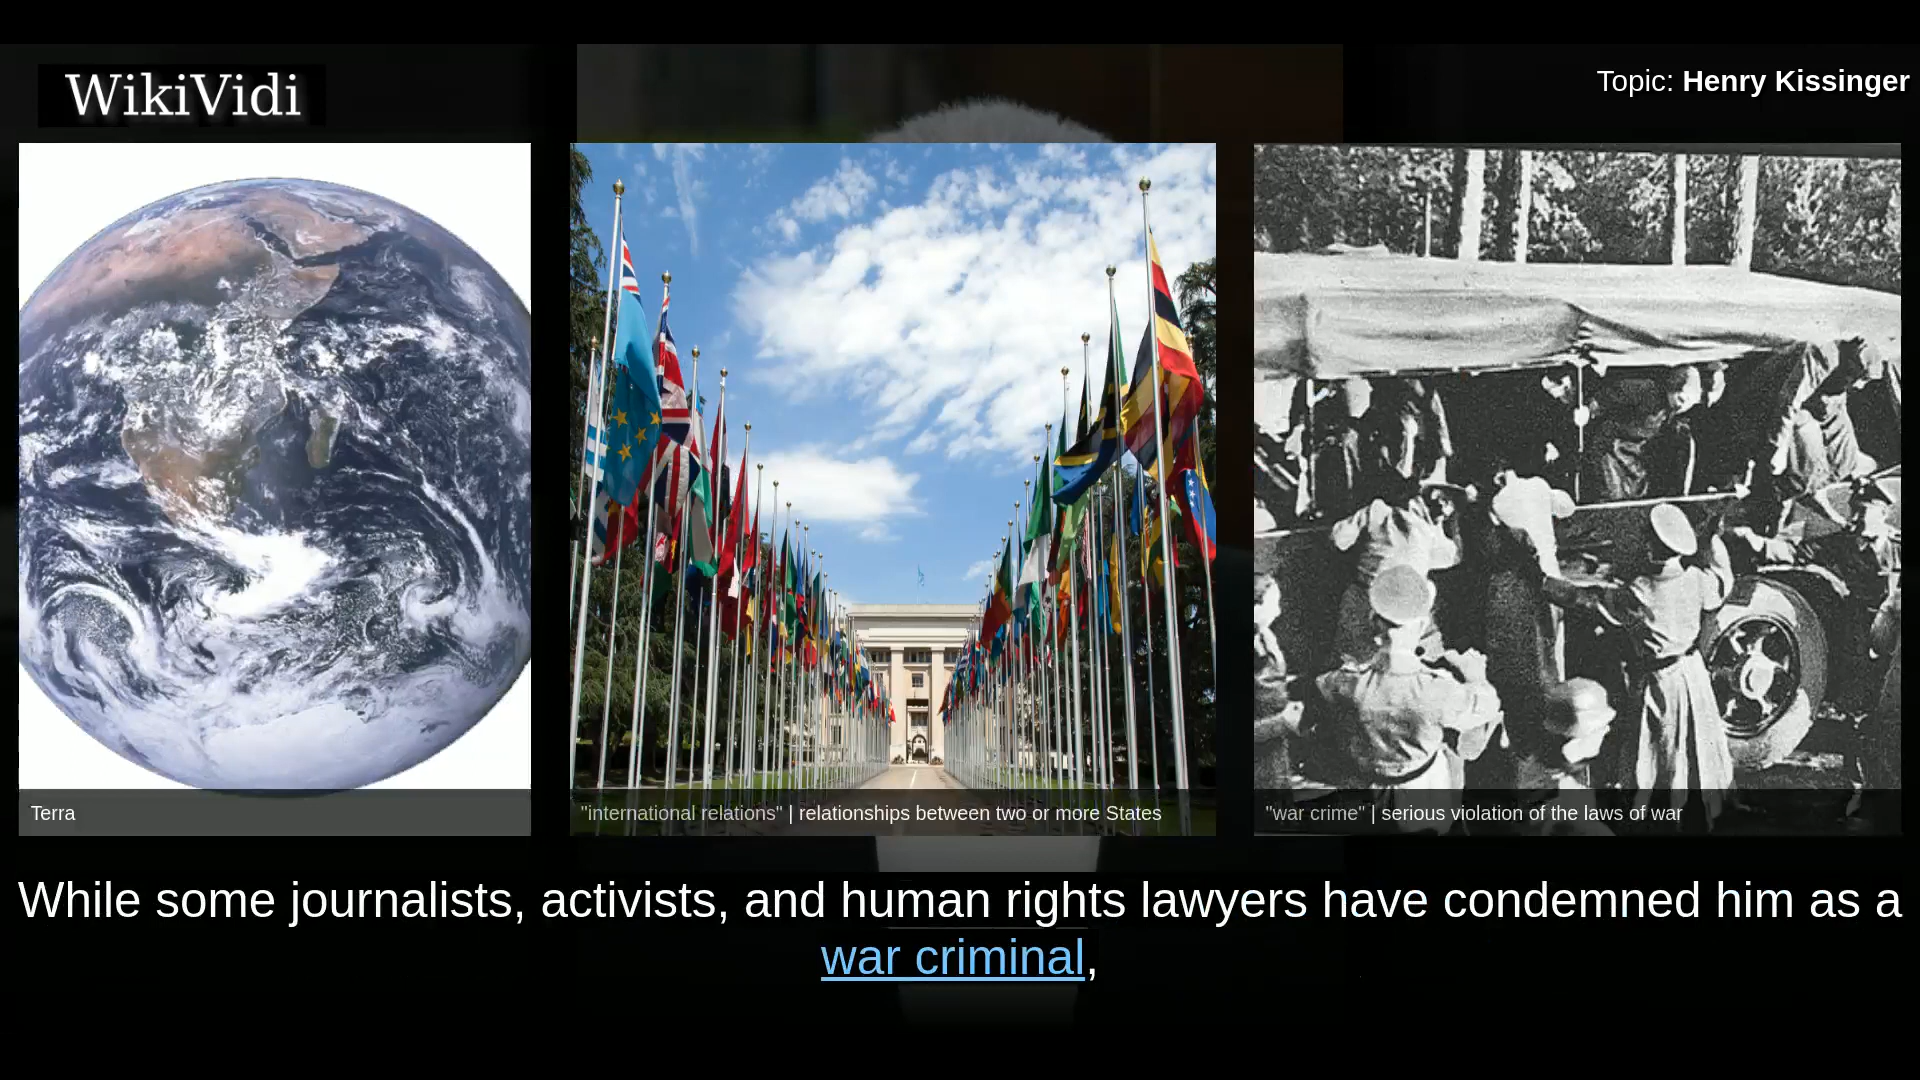 WikiVidi
Topic: Henry Kissinger
Terra
"international relations" | relationships between two or more States
"war crime" | serious violation of the laws of war
While some journalists, activists, and human rights lawyers have condemned him as a
war criminal,